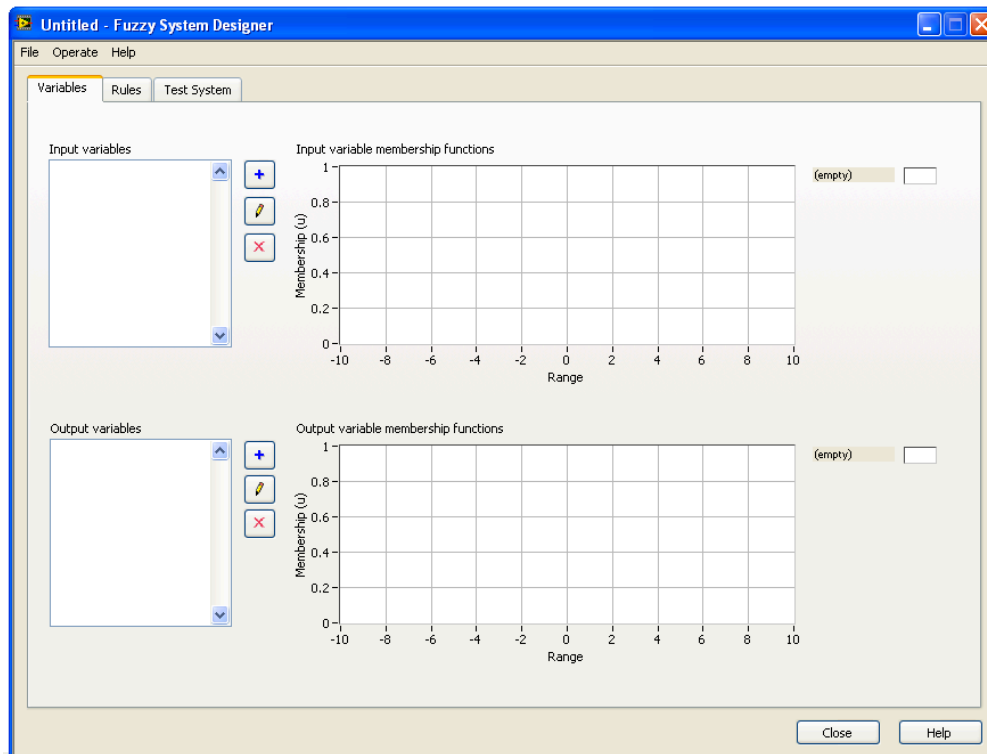 Untitled - Fuzzy System Designer
File Operate Help
Variables Rules Test System
Input variables
Input variable membership functions
1
0.8
0.6
0.4
0.2
0
Membership (u)
-10 -8 -6 -4 -2 0 2 4 6 8 10
Range
(empty)
Output variables
Output variable membership functions
1
0.8
0.6
0.4
0.2
0
Membership (u)
-10 -8 -6 -4 -2 0 2 4 6 8 10
Range
(empty)
Close Help